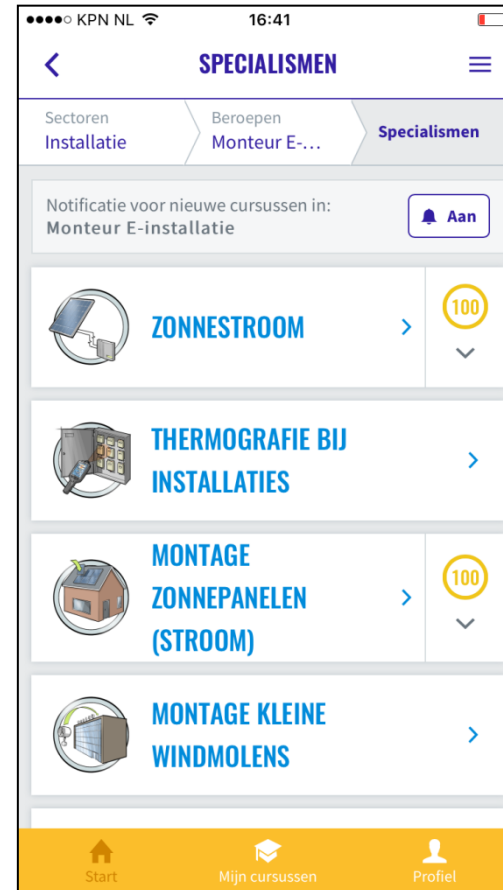 KPN NL 16:41
SPECIALISMEN
Sectoren
Installatie
Beroepen
Monteur E-...
Specialismen
Notificatie voor nieuwe cursussen in:
Monteur E-installatie
Aan
ZONNESTROOM
100
THERMOGRAFIE BIJ
INSTALLATIES
MONTAGE
ZONNEPANELEN
(STROOM)
100
MONTAGE KLEINE
WINDMOLENS
Start
Mijn cursussen
Profiel